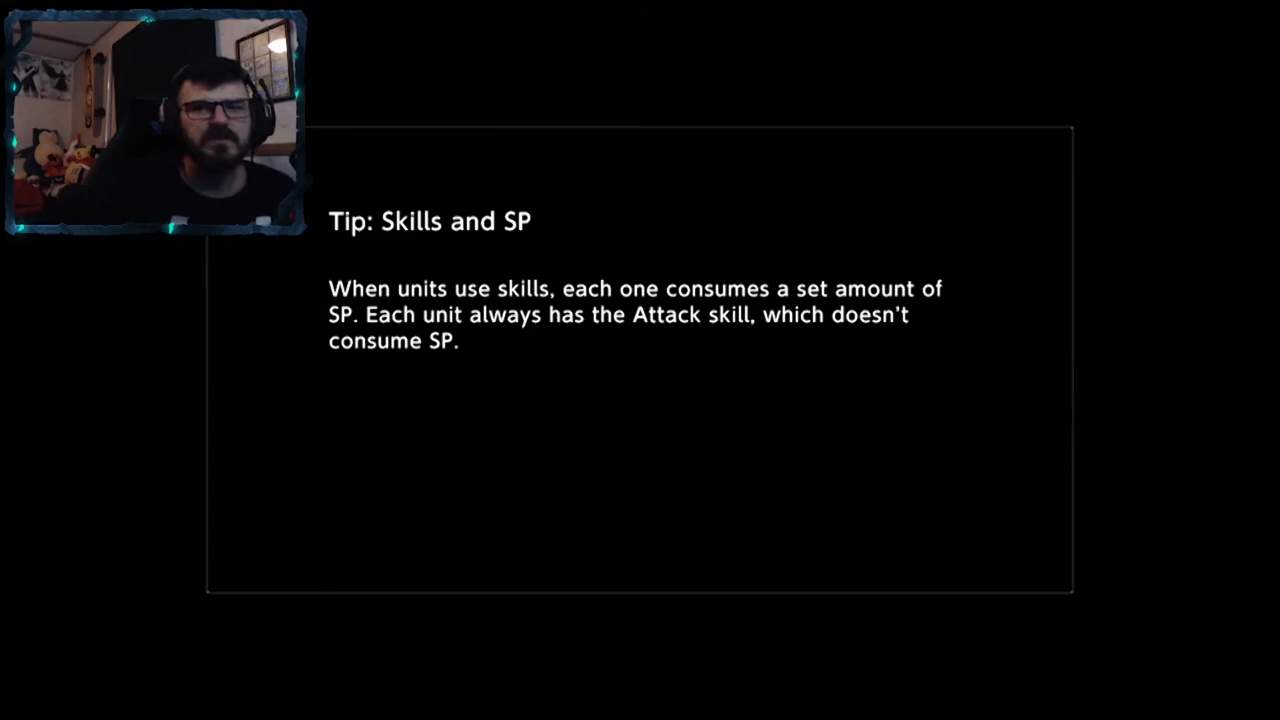 Tip: Skills and SP
When units use skills, each one consumes a set amount of
SP. Each unit always has the Attack skill, which doesn't
consume SP.